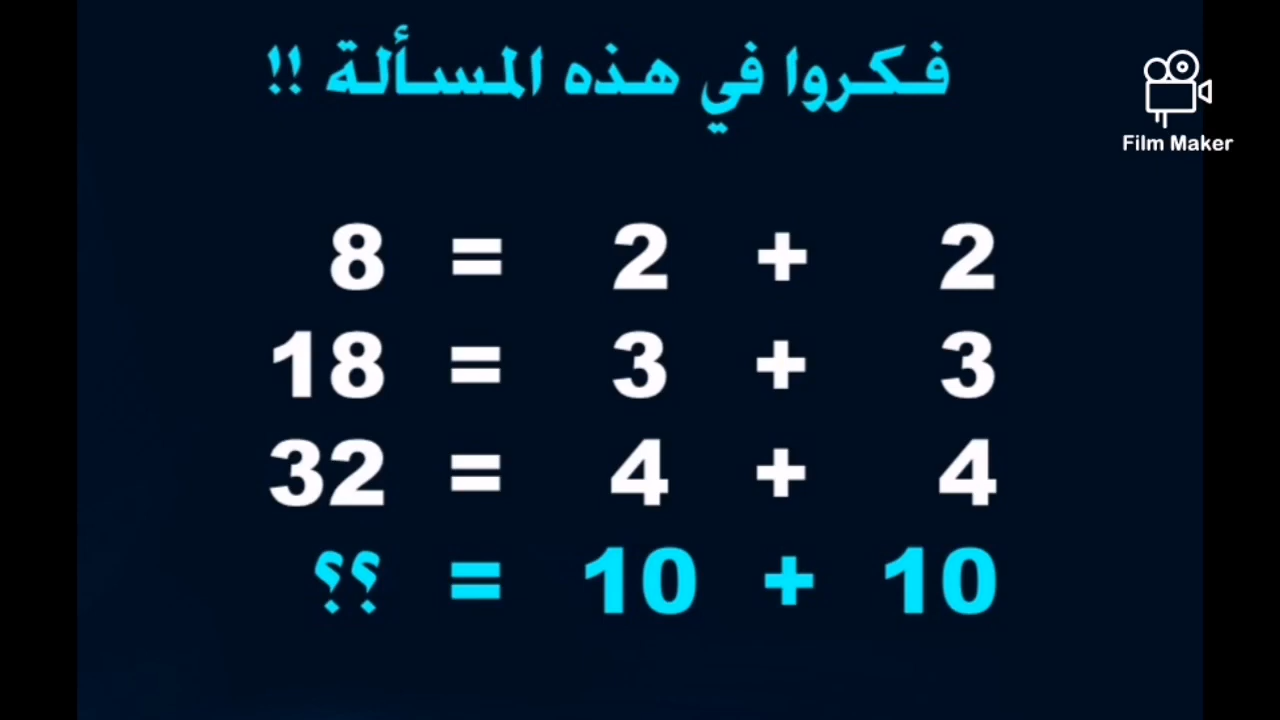 فكروا في هذه المسألة !!
Film Maker
2 + 2 = 8
3 + 3 = 18
4 + 4 = 32
10 + 10 = ؟؟